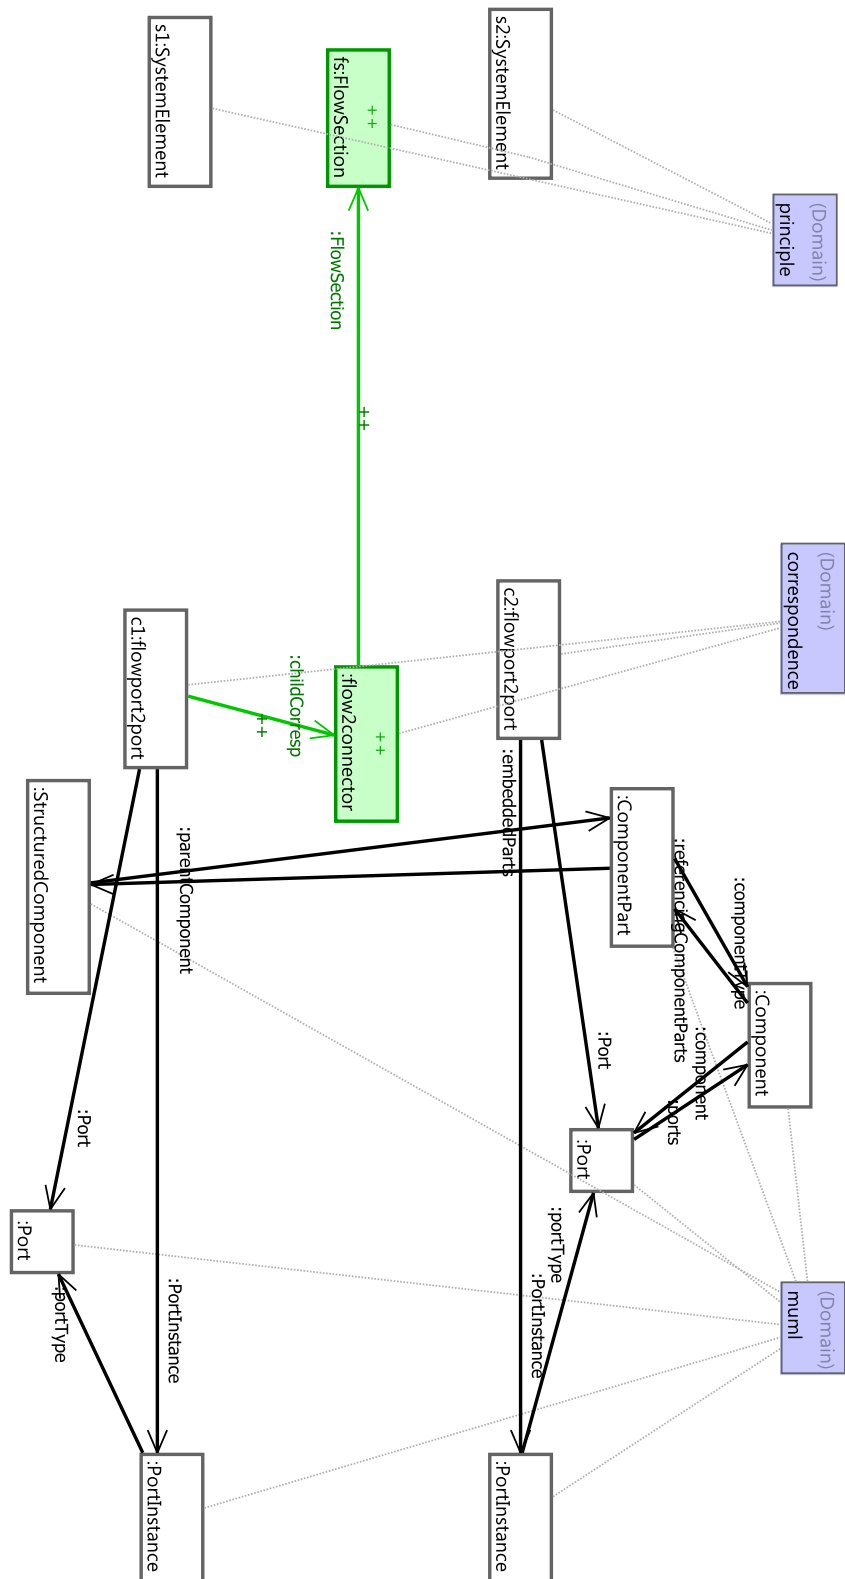 (Domain)
principle
(Domain)
correspondence
(Domain)
muml
s2:SystemElement
++
fs:FlowSection
s1:SystemElement
:FlowSection
++
c2:flowport2port
++
:flow2connector
c1:flowport2port
:childCorresp
++
:Component
:componentType
:referencingComponentParts
:ComponentPart
:component
:ports
:embeddedParts
:Port
:Port
:portType
:PortInstance
:PortInstance
:parentComponent
:StructuredComponent
:Port
:Port
:portType
:PortInstance
:PortInstance